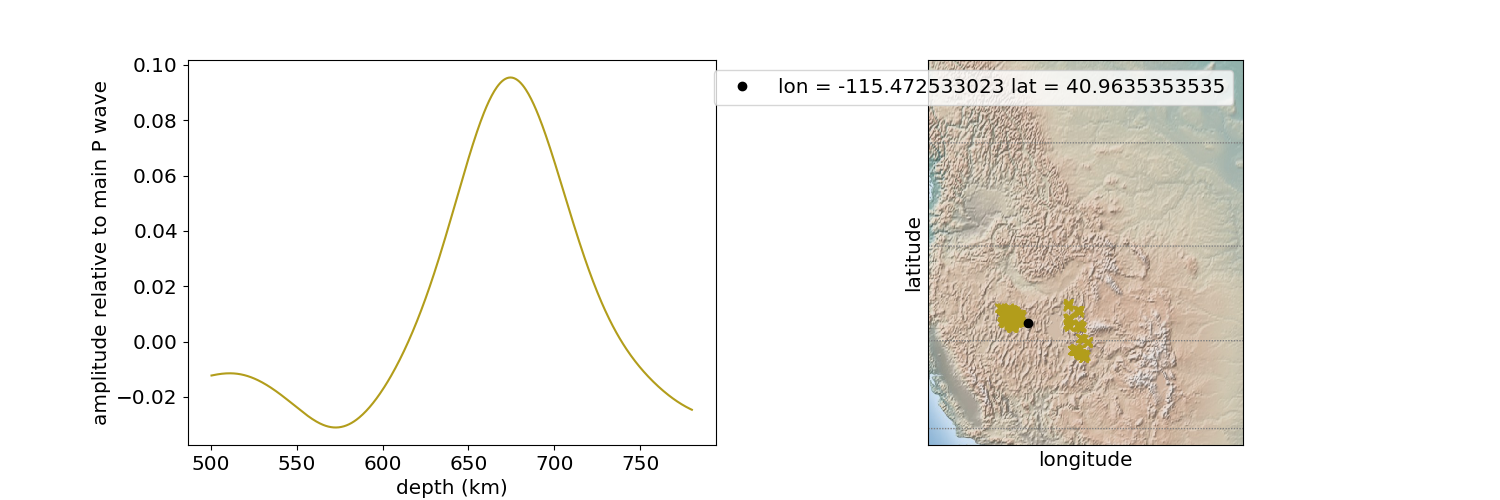 amplitude relative to main P wave
0.10
0.08
0.06
0.04
0.02
0.00
−0.02
500 550 600 650 700 750
depth (km)
lon = -115.472533023 lat = 40.9635353535
latitude
longitude